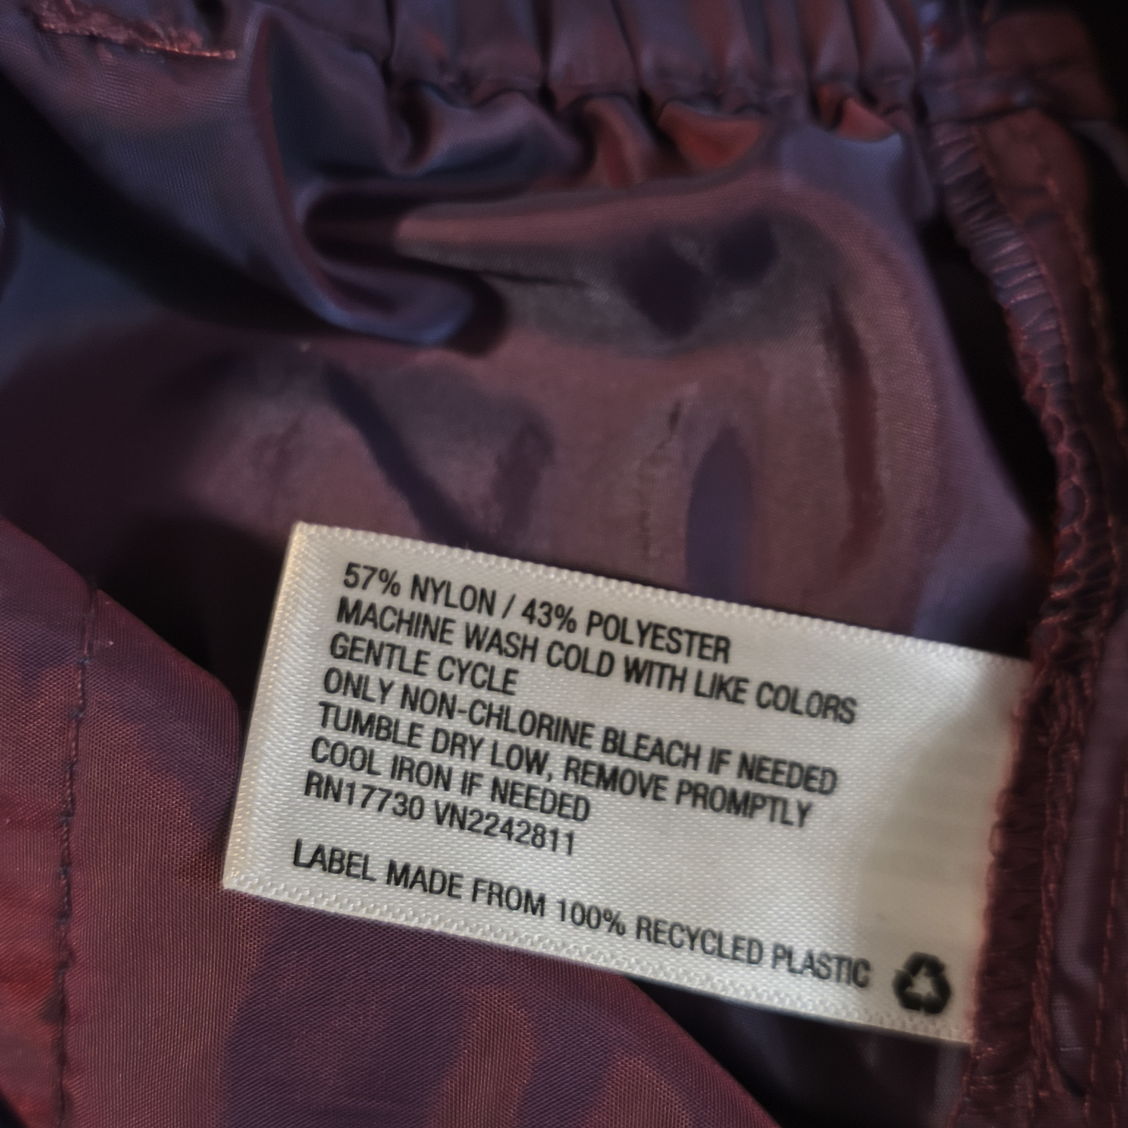 57% NYLON / 43% POLYESTER
MACHINE WASH COLD WITH LIKE COLORS
GENTLE CYCLE
ONLY NON-CHLORINE BLEACH IF NEEDED
TUMBLE DRY LOW, REMOVE PROMPTLY
COOL IRON IF NEEDED
RN17730 VN2242811
LABEL MADE FROM 100% RECYCLED PLASTIC